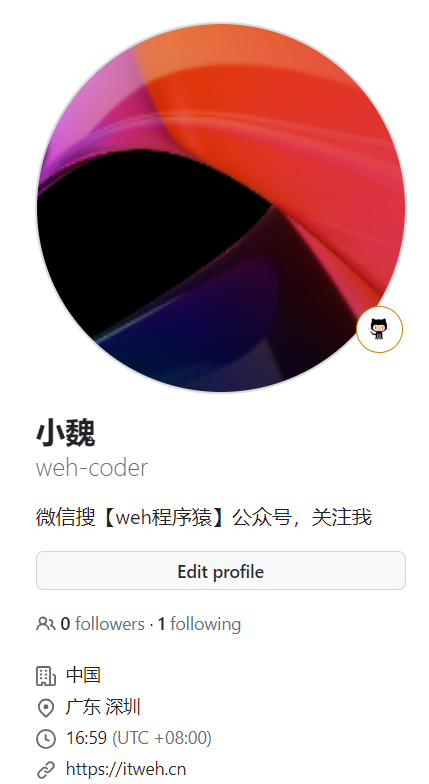 小魏
weh-coder
微信搜【weh程序猿】公众号，关注我
Edit profile
0 followers · 1 following
中国
广东 深圳
16:59 (UTC +08:00)
https://itweh.cn